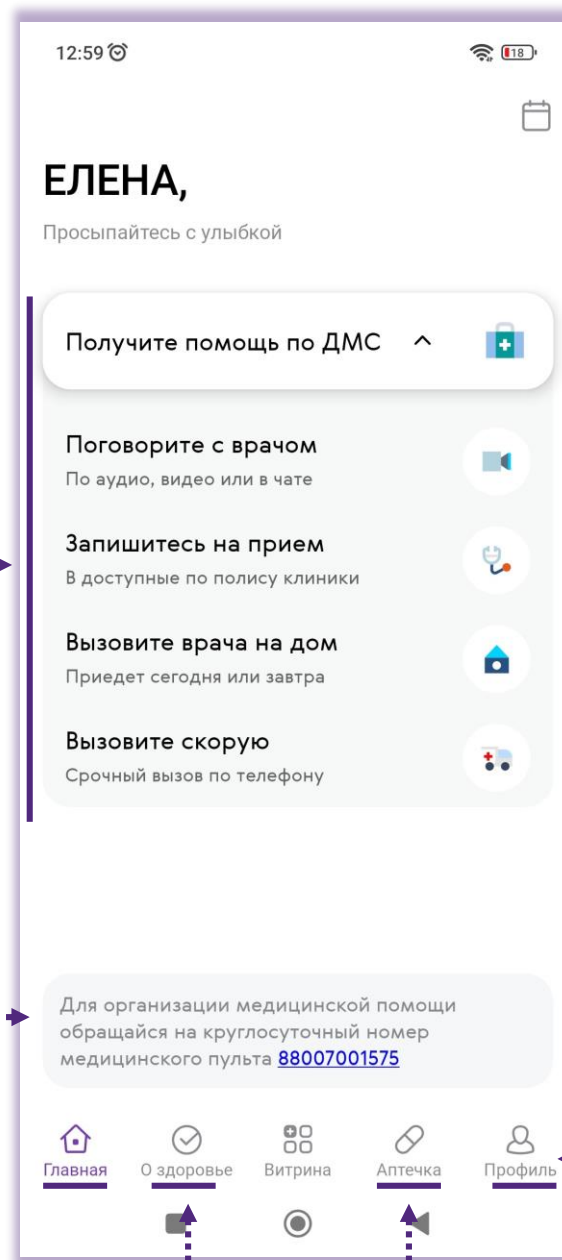 12:59
18
ЕЛЕНА,
Просыпайтесь с улыбкой
Получите помощь по ДМС
Поговорите с врачом
По аудио, видео или в чате
Запишитесь на прием
В доступные по полису клиники
Вызовите врача на дом
Приедет сегодня или завтра
Вызовите скорую
Срочный вызов по телефону
Для организации медицинской помощи
обращайся на круглосуточный номер
медицинского пульта 88007001575
Главная О здоровье Витрина Аптечка Профиль